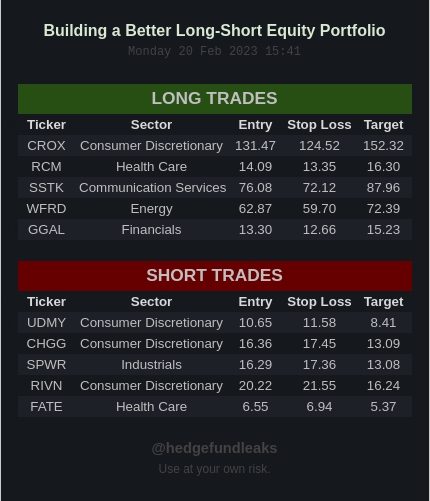 Building a Better Long-Short Equity Portfolio
Monday 20 Feb 2023 15:41
LONG TRADES
Ticker Sector Entry Stop Loss Target
CROX Consumer Discretionary 131.47 124.52 152.32
RCM Health Care 14.09 13.35 16.30
SSTK Communication Services 76.08 72.12 87.96
WFRD Energy 62.87 59.70 72.39
GGAL Financials 13.30 12.66 15.23
SHORT TRADES
Ticker Sector Entry Stop Loss Target
UDMY Consumer Discretionary 10.65 11.58 8.41
CHGG Consumer Discretionary 16.36 17.45 13.09
SPWR Industrials 16.29 17.36 13.08
RIVN Consumer Discretionary 20.22 21.55 16.24
FATE Health Care 6.55 6.94 5.37
@hedgefundleaks
Use at your own risk.